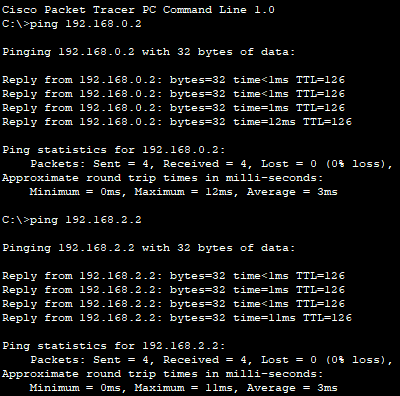 Cisco Packet Tracer PC Command Line 1.0
C:\>ping 192.168.0.2
Pinging 192.168.0.2 with 32 bytes of data:
Reply from 192.168.0.2: bytes=32 time<1ms TTL=126
Reply from 192.168.0.2: bytes=32 time<1ms TTL=126
Reply from 192.168.0.2: bytes=32 time=1ms TTL=126
Reply from 192.168.0.2: bytes=32 time=12ms TTL=126
Ping statistics for 192.168.0.2:
    Packets: Sent = 4, Received = 4, Lost = 0 (0% loss),
Approximate round trip times in milli-seconds:
    Minimum = 0ms, Maximum = 12ms, Average = 3ms
C:\>ping 192.168.2.2
Pinging 192.168.2.2 with 32 bytes of data:
Reply from 192.168.2.2: bytes=32 time<1ms TTL=126
Reply from 192.168.2.2: bytes=32 time=1ms TTL=126
Reply from 192.168.2.2: bytes=32 time<1ms TTL=126
Reply from 192.168.2.2: bytes=32 time=11ms TTL=126
Ping statistics for 192.168.2.2:
    Packets: Sent = 4, Received = 4, Lost = 0 (0% loss),
Approximate round trip times in milli-seconds:
    Minimum = 0ms, Maximum = 11ms, Average = 3ms